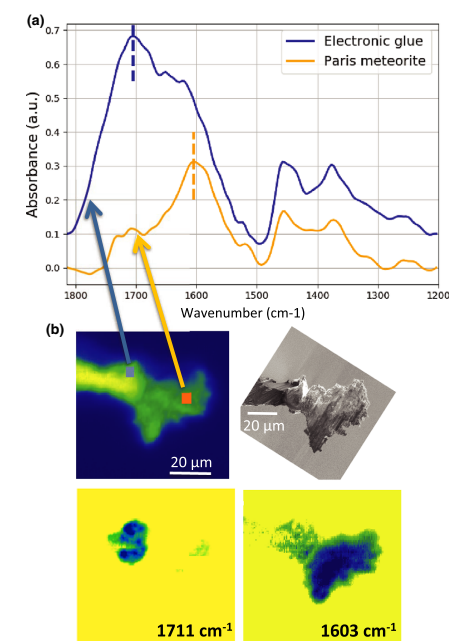 (a)
0.7
0.6
0.5
0.4
0.3
0.2
0.1
0.0
Absorbance (a.u.)
Electronic glue
Paris meteorite
1800 1700 1600 1500 1400 1300 1200
Wavenumber (cm-1)
(b)
20 µm
20 µm
1711 cm-1
1603 cm-1